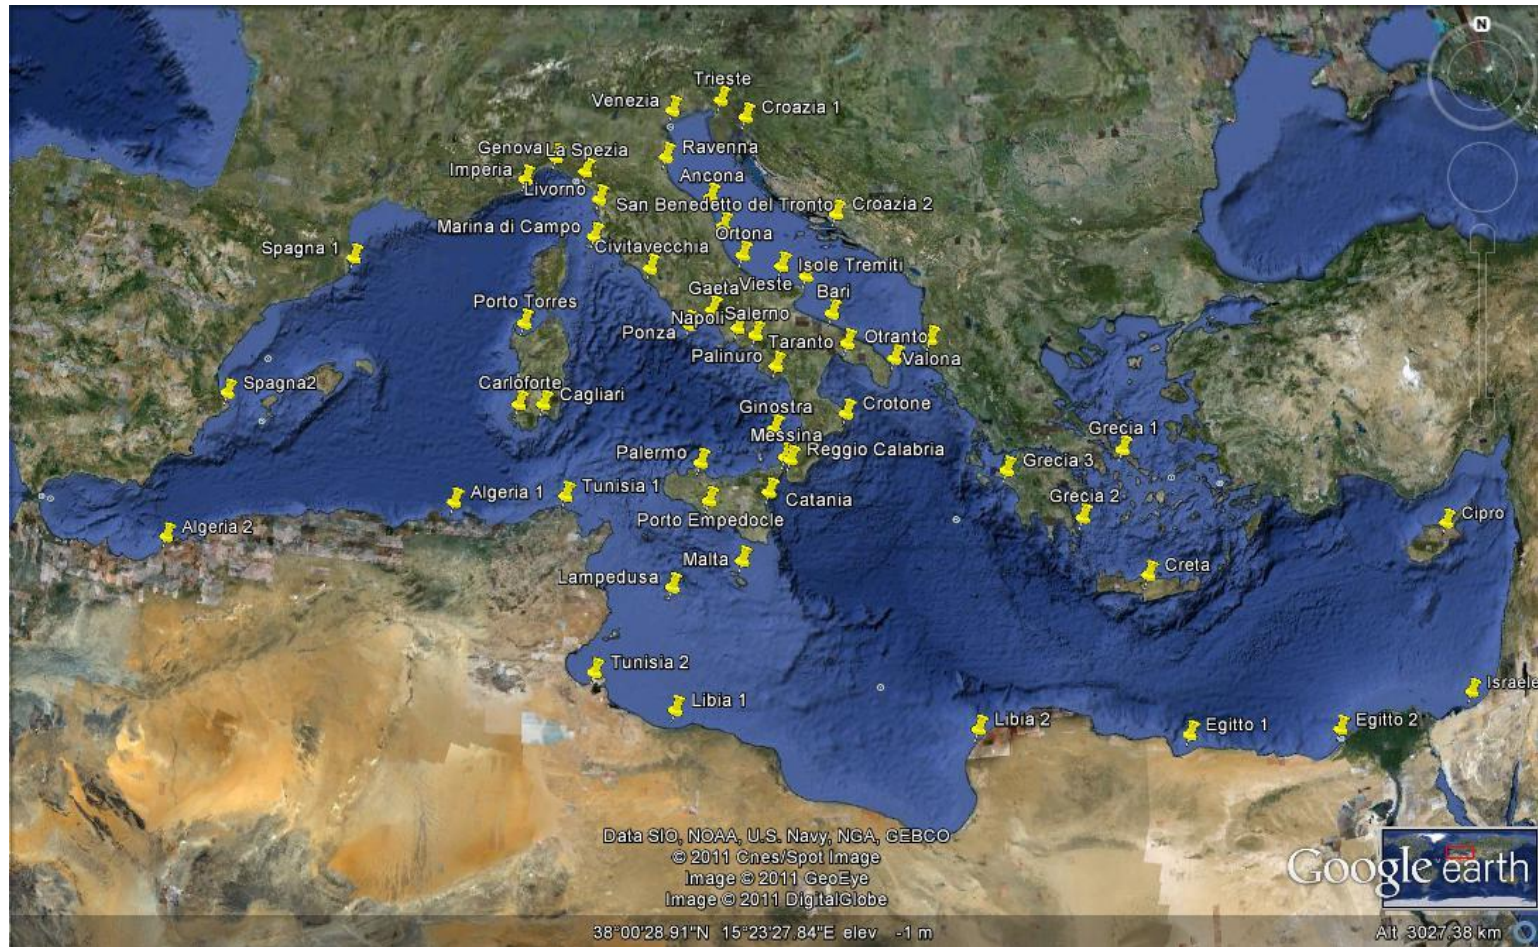 N
Trieste
Venezia
Croazia 1
Genova
La Spezia
Ravenna
Imperia
Ancona
Livorno
San Benedetto del Tronto
Croazia 2
Marina di Campo
Ortona
Civitavecchia
Spagna 1
Isole Tremiti
Gaeta
Vieste
Bari
Porto Torres
Napoli
Salerno
Ponza
Taranto
Otranto
Palinuro
Valona
Spagna2
Carloforte
Cagliari
Ginostra
Crotone
Messina
Grecia 1
Palermo
Reggio Calabria
Grecia 3
Algeria 1
Tunisia 1
Catania
Grecia 2
Porto Empedocle
Cipro
Algeria 2
Malta
Creta
Lampedusa
Tunisia 2
Israele
Libia 1
Libia 2
Egitto 1
Egitto 2
Data SIO, NOAA, U.S. Navy, NGA, GEBCO
© 2011 Cnes/Spot Image
Image © 2011 GeoEye
Image © 2011 DigitalGlobe
Google earth
38°00'28.91"N 15°23'27.84"E elev -1 m
Alt 3027.38 km